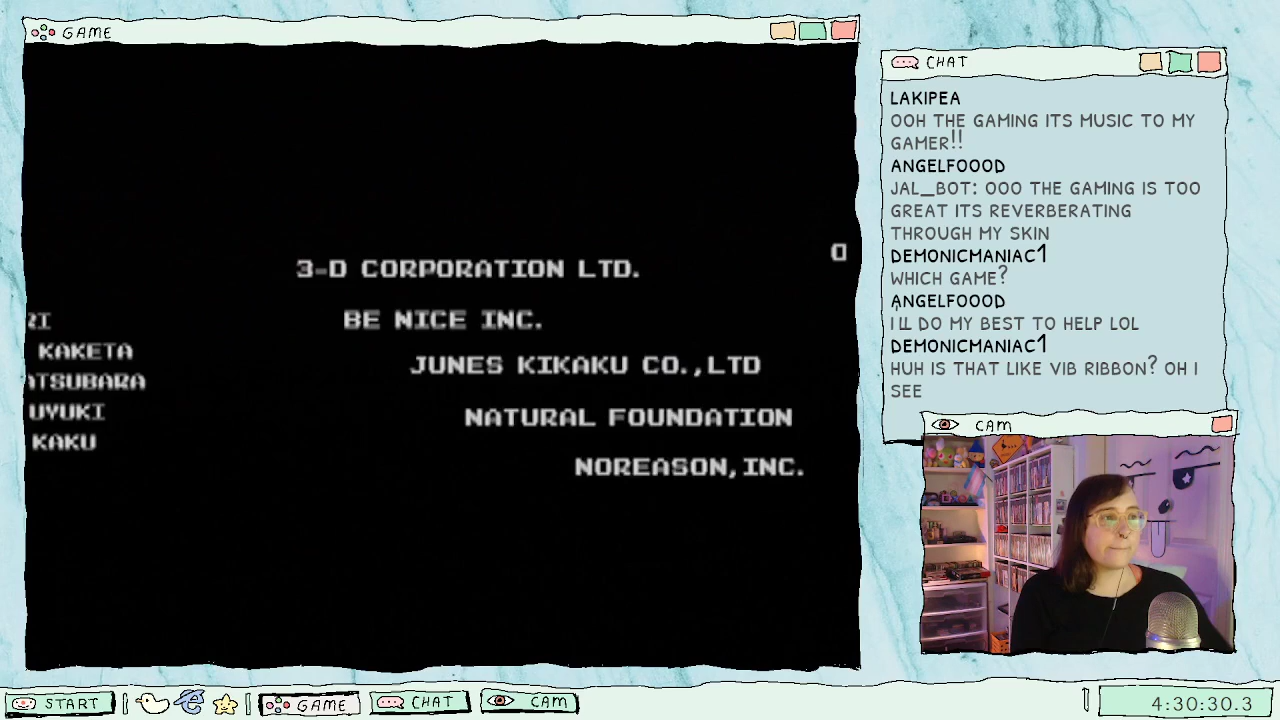 GAME
3-D CORPORATION LTD.
BE NICE INC.
KAKETA
JUNES KIKAKU CO.,LTD
UYUKI
NATURAL FOUNDATION
KAKU
NOREASON,INC.
CHAT
LAKIPEA
OOH THE GAMING ITS MUSIC TO MY
GAMER!!
ANGELFOOOD
JAL_BOT: OOO THE GAMING IS TOO
GREAT ITS REVERBERATING
THROUGH MY SKIN
DEMONICMANIAC1
WHICH GAME?
ANGELFOOOD
I'LL DO MY BEST TO HELP LOL
DEMONICMANIAC1
HUH IS THAT LIKE VIB RIBBON? OH I
SEE
CAM
START
GAME
CHAT
CAM
4:30:30.3